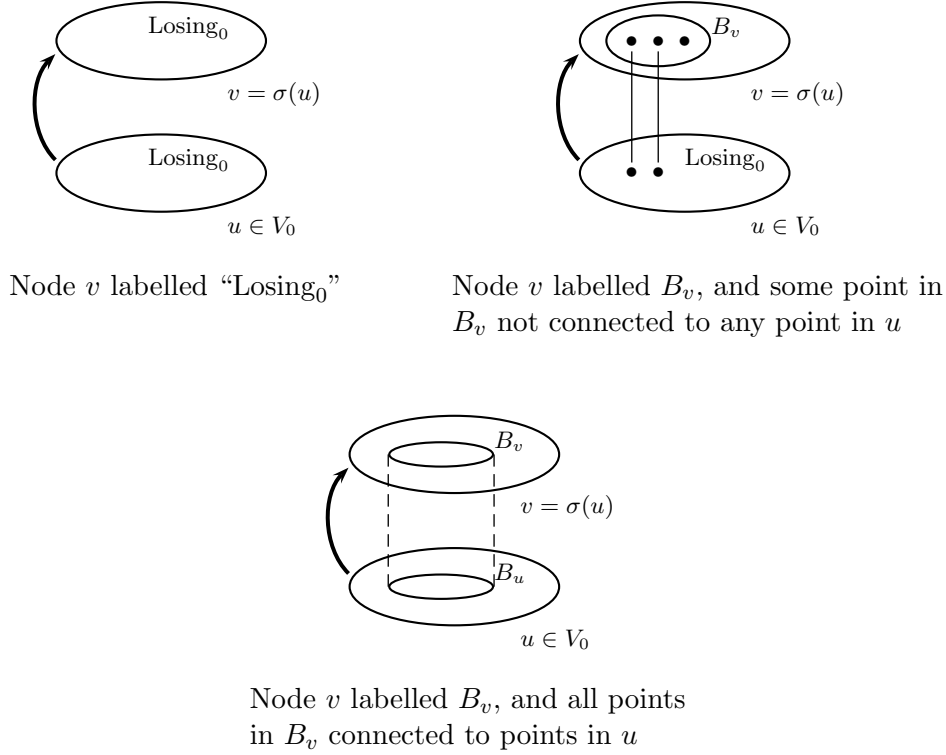 Losing₀
v = σ(u)
Losing₀
u ∈ V₀
Node v labelled “Losing₀”
Bᵥ
v = σ(u)
Losing₀
u ∈ V₀
Node v labelled Bᵥ, and some point in
Bᵥ not connected to any point in u
Bᵥ
v = σ(u)
Bᵤ
u ∈ V₀
Node v labelled Bᵥ, and all points
in Bᵥ connected to points in u